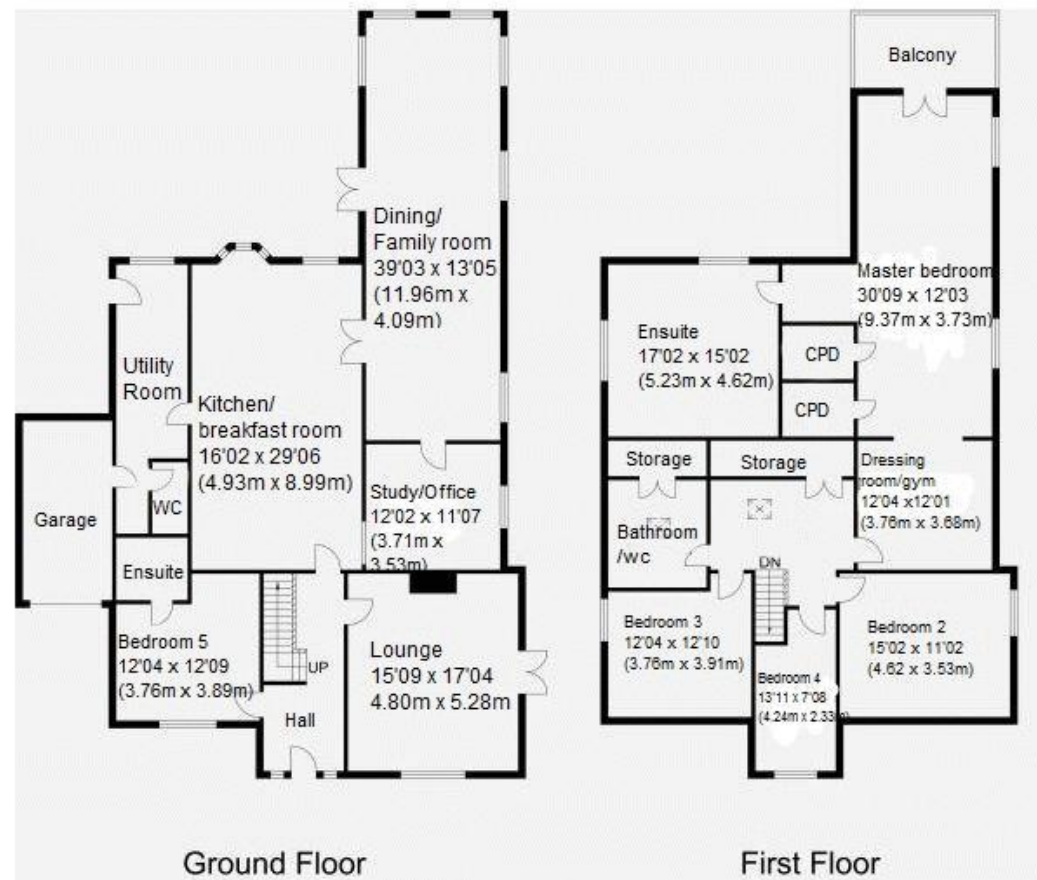 Dining/
Family room
39'03 x 13'05
(11.96m x
4.09m)
Utility
Room
Kitchen/
breakfast room
16'02 x 29'06
(4.93m x 8.99m)
Garage
WC
Study/Office
12'02 x 11'07
(3.71m x
3.53m)
Ensuite
Bedroom 5
12'04 x 12'09
(3.76m x 3.89m)
UP
Hall
Lounge
15'09 x 17'04
4.80m x 5.28m
Ground Floor
Balcony
Master bedroom
30'09 x 12'03
(9.37m x 3.73m)
Ensuite
17'02 x 15'02
(5.23m x 4.62m)
CPD
CPD
Storage
Storage
Dressing
room/gym
12'04 x12'01
(3.76m x 3.68m)
Bathroom
/wc
DN
Bedroom 3
12'04 x 12'10
(3.76m x 3.91m)
Bedroom 2
15'02 x 11'02
(4.62 x 3.53m)
Bedroom 4
13'11 x 7'08
(4.24m x 2.33m)
First Floor